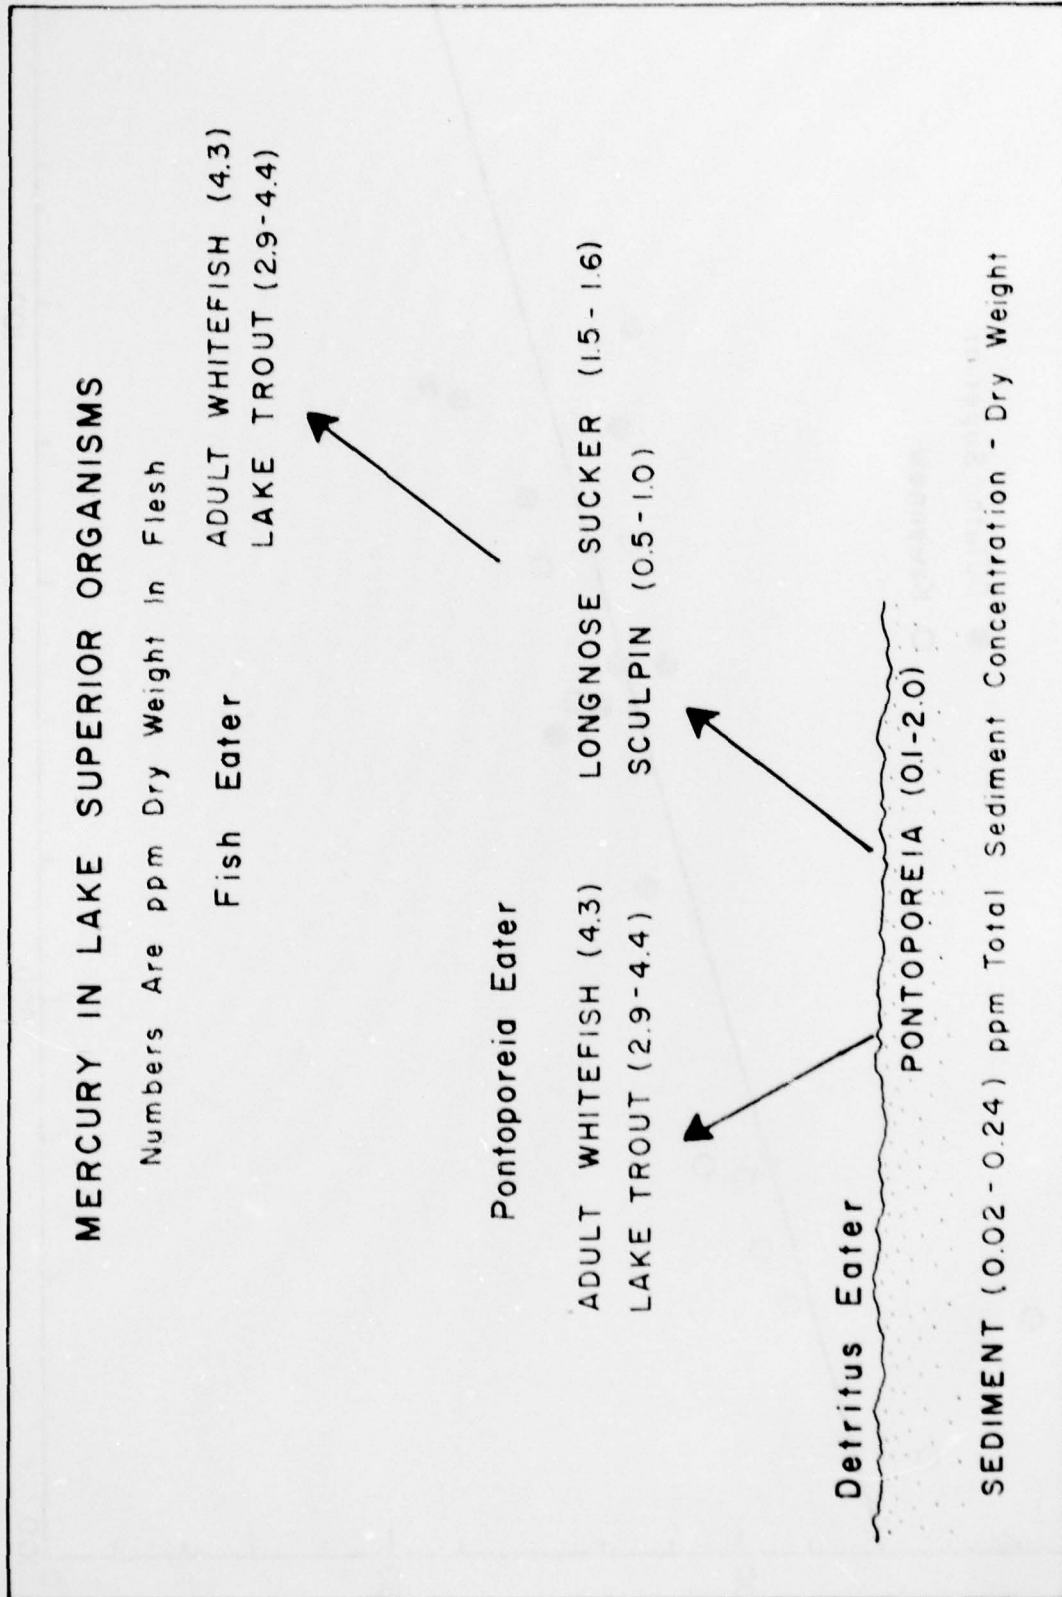 MERCURY IN LAKE SUPERIOR ORGANISMS
Numbers Are ppm Dry Weight In Flesh
Fish Eater
ADULT WHITEFISH (4.3)
LAKE TROUT (2.9-4.4)
Pontoporeia Eater
ADULT WHITEFISH (4.3)
LAKE TROUT (2.9-4.4)
LONGNOSE SUCKER (1.5-1.6)
SCULPIN (0.5-1.0)
Detritus Eater
PONTOPOREIA (0.1-2.0)
SEDIMENT (0.02-0.24) ppm Total Sediment Concentration - Dry Weight